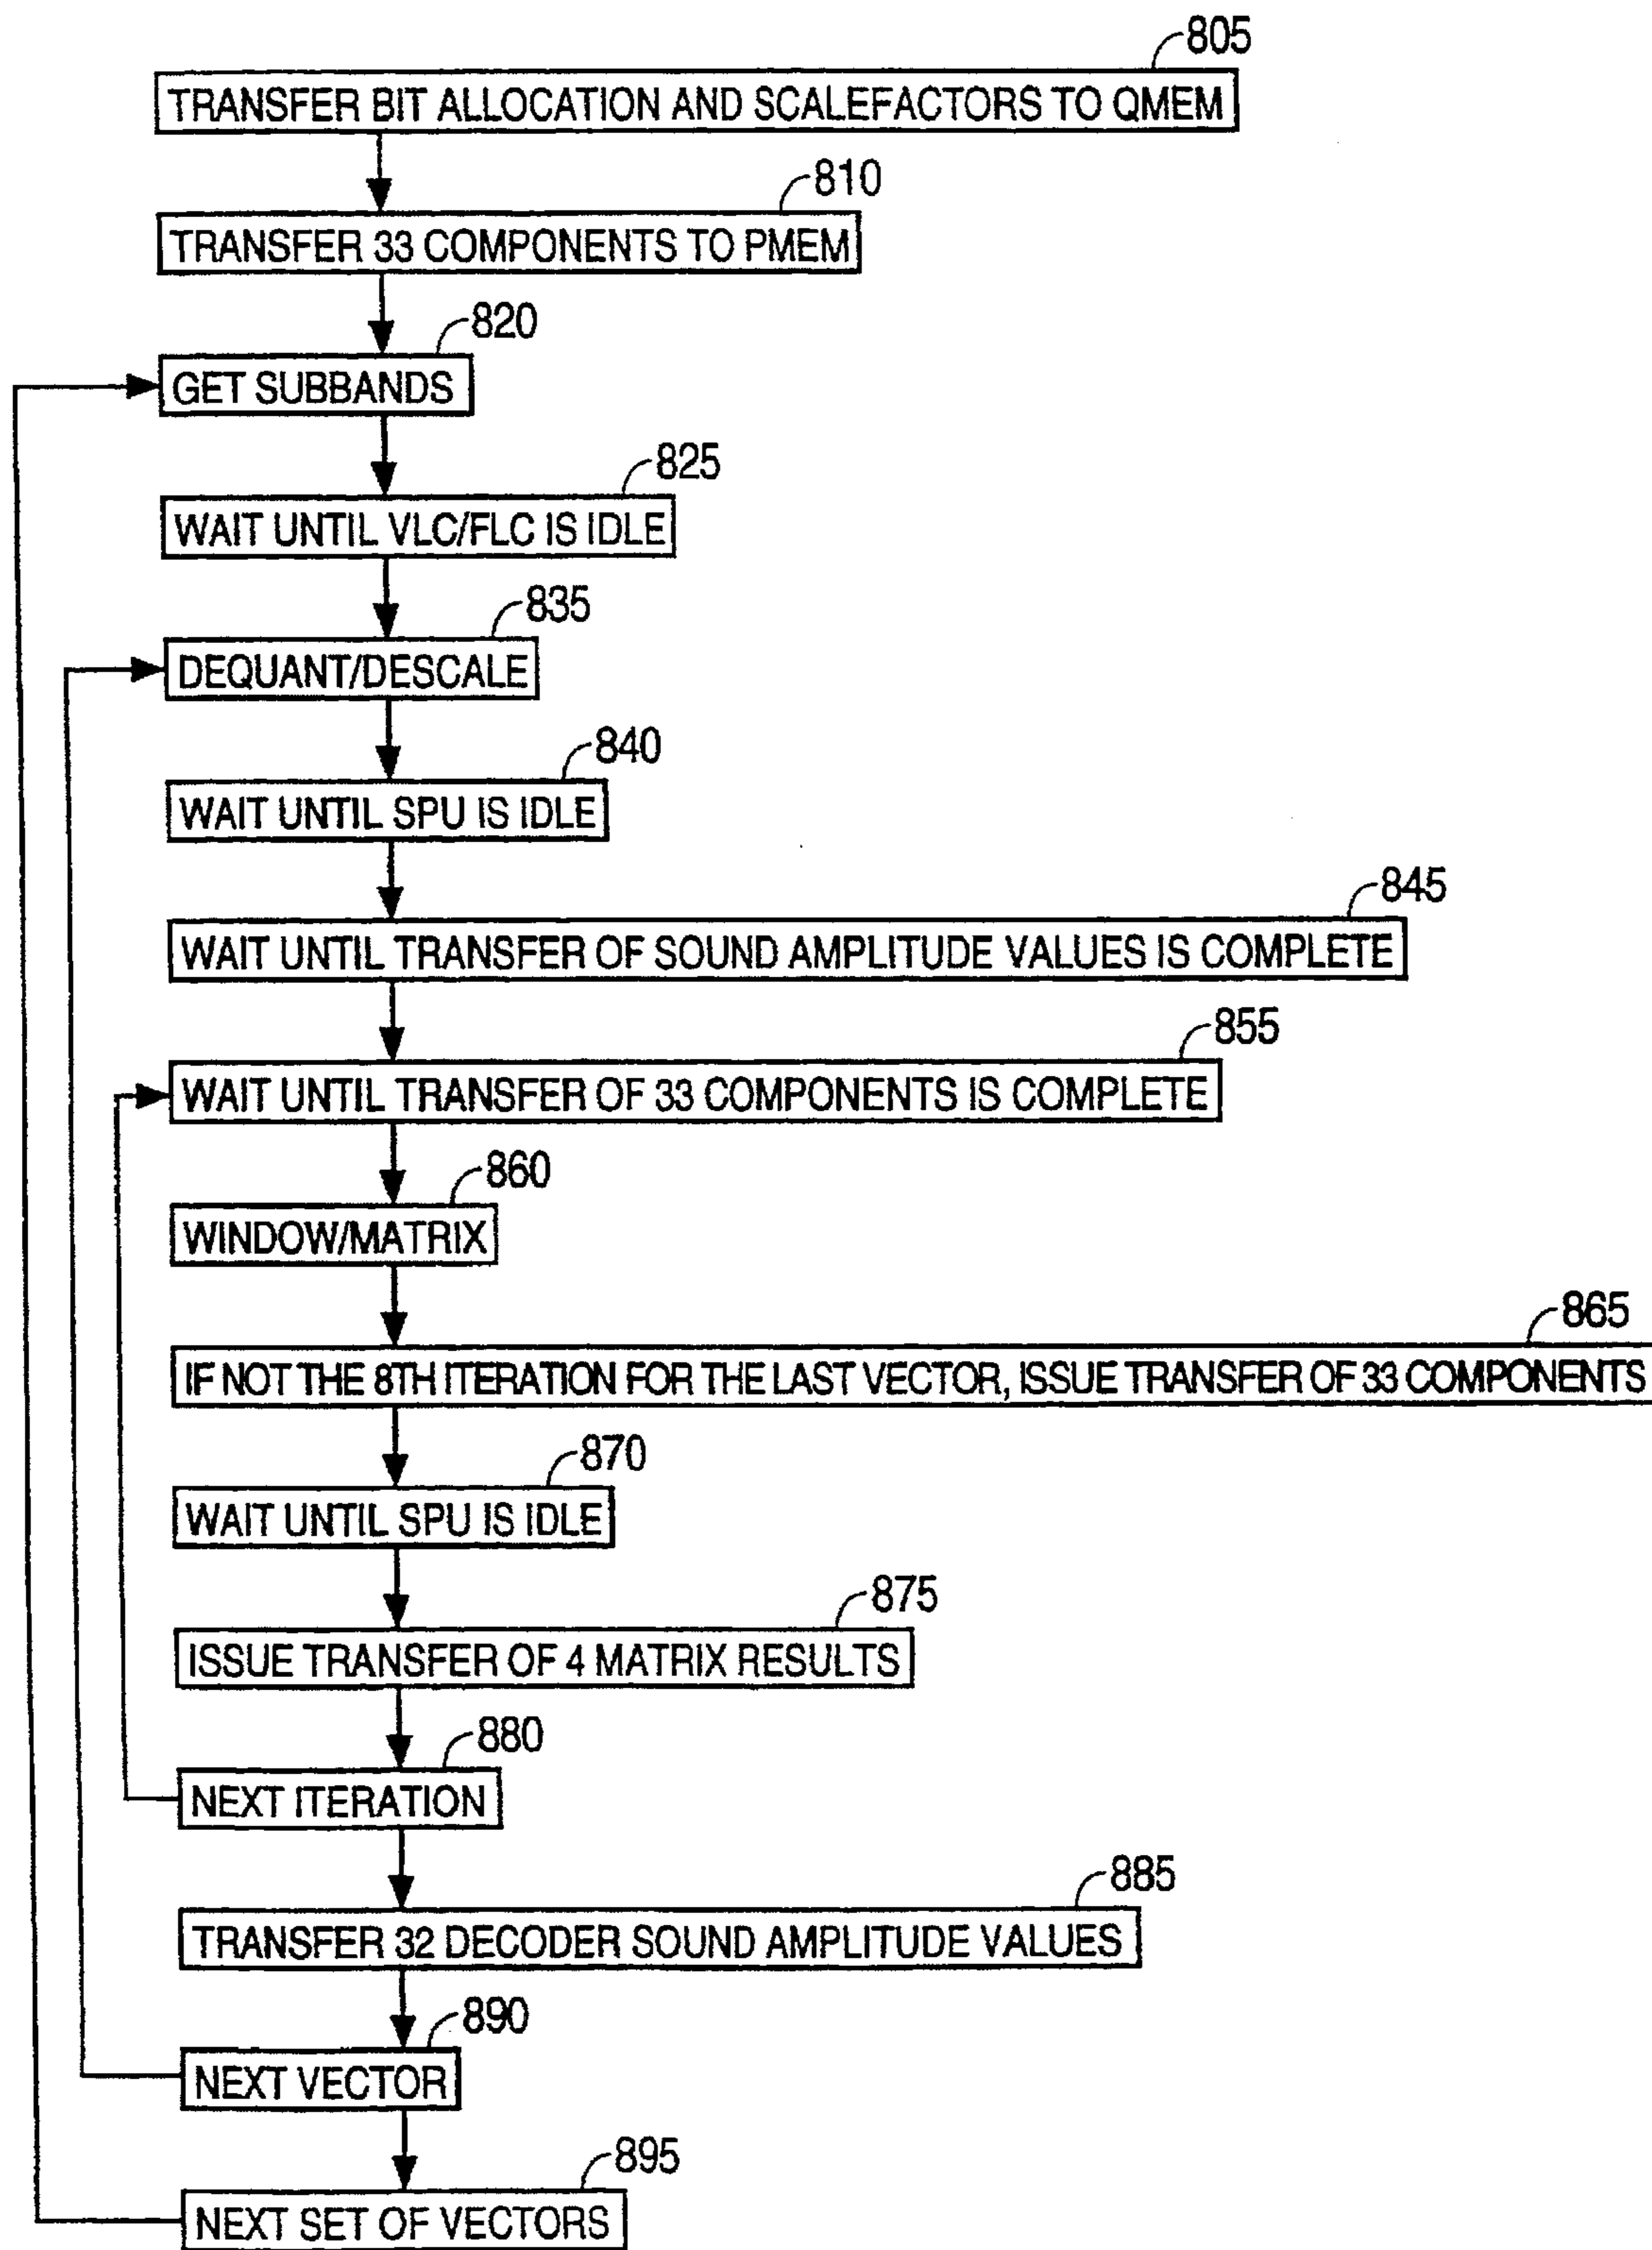 805
TRANSFER BIT ALLOCATION AND SCALEFACTORS TO QMEM
810
TRANSFER 33 COMPONENTS TO PMEM
820
GET SUBBANDS
825
WAIT UNTIL VLC/FLC IS IDLE
835
DEQUANT/DESCALE
840
WAIT UNTIL SPU IS IDLE
845
WAIT UNTIL TRANSFER OF SOUND AMPLITUDE VALUES IS COMPLETE
855
WAIT UNTIL TRANSFER OF 33 COMPONENTS IS COMPLETE
860
WINDOW/MATRIX
865
IF NOT THE 8TH ITERATION FOR THE LAST VECTOR, ISSUE TRANSFER OF 33 COMPONENTS
870
WAIT UNTIL SPU IS IDLE
875
ISSUE TRANSFER OF 4 MATRIX RESULTS
880
NEXT ITERATION
885
TRANSFER 32 DECODER SOUND AMPLITUDE VALUES
890
NEXT VECTOR
895
NEXT SET OF VECTORS